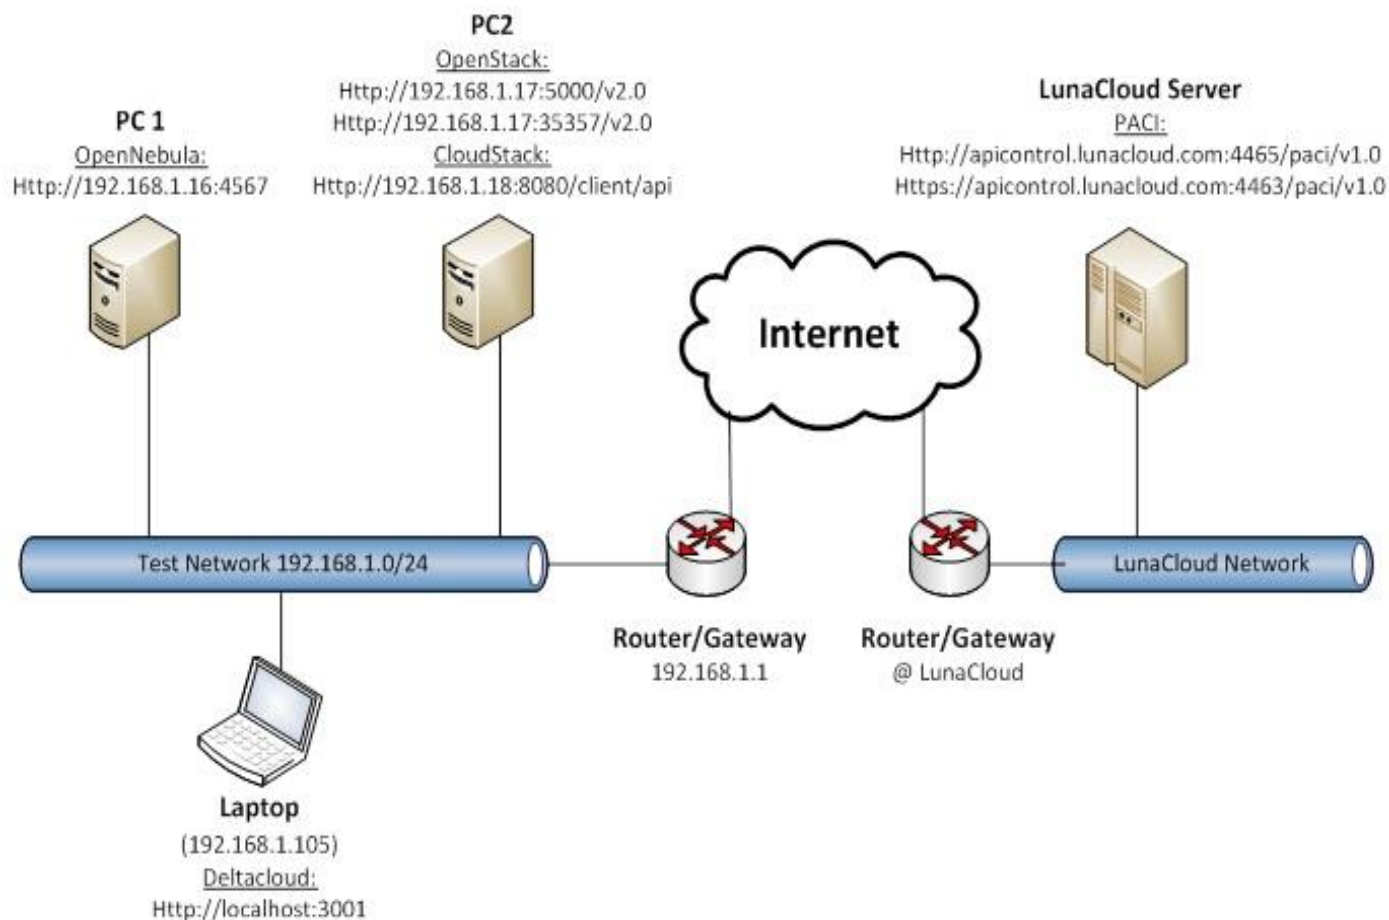 PC2
OpenStack:
Http://192.168.1.17:5000/v2.0
Http://192.168.1.17:35357/v2.0
CloudStack:
Http://192.168.1.18:8080/client/api
PC 1
OpenNebula:
Http://192.168.1.16:4567
LunaCloud Server
PACI:
Http://apicontrol.lunacloud.com:4465/paci/v1.0
Https://apicontrol.lunacloud.com:4463/paci/v1.0
Internet
Test Network 192.168.1.0/24
LunaCloud Network
Router/Gateway
192.168.1.1
Router/Gateway
@ LunaCloud
Laptop
(192.168.1.105)
Deltacloud:
Http://localhost:3001